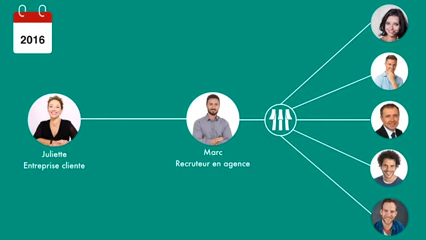 2016
Juliette
Entreprise cliente
Marc
Recruteur en agence